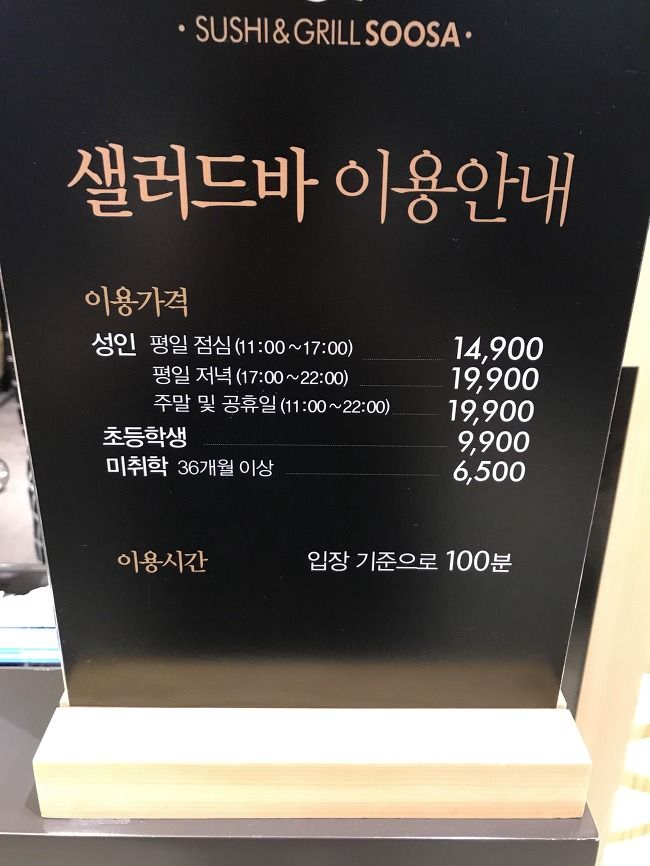 · SUSHI & GRILL SOOSA ·
샐러드바 이용안내
이용가격
성인 평일 점심 (11:00~17:00) 14,900
평일 저녁 (17:00~22:00) 19,900
주말 및 공휴일 (11:00~22:00) 19,900
초등학생 9,900
미취학 36개월 이상 6,500
이용시간 입장 기준으로 100분